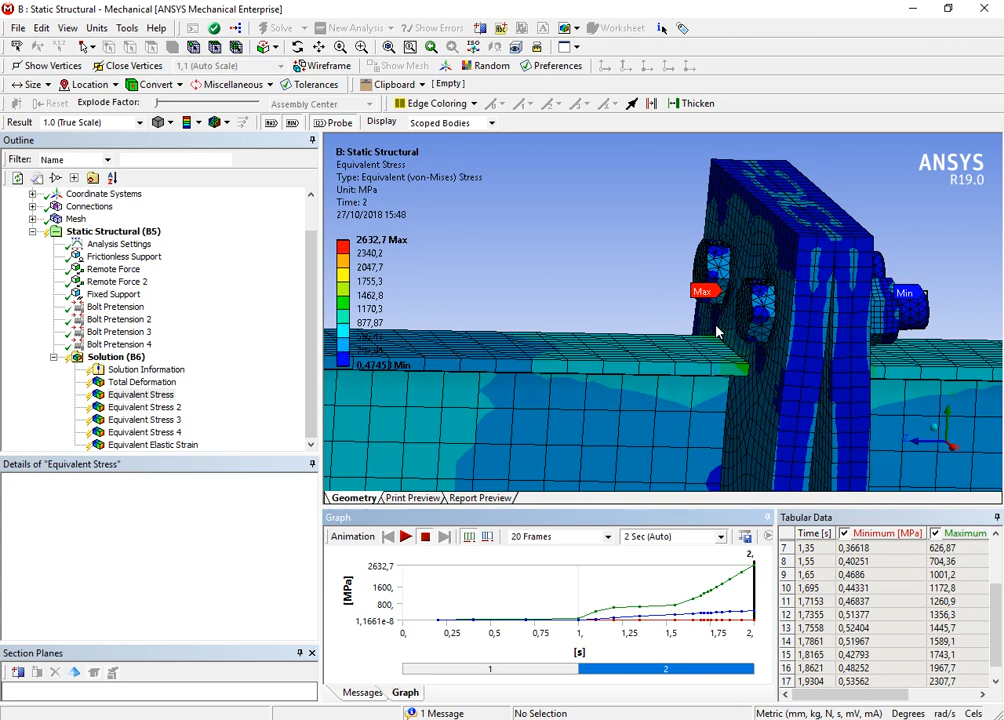 B : Static Structural - Mechanical [ANSYS Mechanical Enterprise]
File Edit View Units Tools Help Solve New Analysis Show Errors Worksheet
Show Vertices Close Vertices 1,1 (Auto Scale) Wireframe Show Mesh Random Preferences
Size Location Convert Miscellaneous Tolerances Clipboard [ Empty ]
Reset Explode Factor: Assembly Center Edge Coloring Thicken
Result 1.0 (True Scale) Probe Display Scoped Bodies
Outline
Filter: Name
Coordinate Systems
Connections
Mesh
Static Structural (B5)
Analysis Settings
Frictionless Support
Remote Force
Remote Force 2
Fixed Support
Bolt Pretension
Bolt Pretension 2
Bolt Pretension 3
Bolt Pretension 4
Solution (B6)
Solution Information
Total Deformation
Equivalent Stress
Equivalent Stress 2
Equivalent Stress 3
Equivalent Stress 4
Equivalent Elastic Strain
Details of "Equivalent Stress"
Section Planes
B: Static Structural
Equivalent Stress
Type: Equivalent (von-Mises) Stress
Unit: MPa
Time: 2
27/10/2018 15:48
2632,7 Max
2340,2
2047,7
1755,3
1462,8
1170,3
877,87
0,47453 Min
ANSYS
R19.0
Max
Min
Geometry Print Preview Report Preview
Graph
Animation 20 Frames 2 Sec (Auto)
2,
2632,7
1600,
800,
1,1661e-8
[MPa]
0, 0,25 0,5 0,75 1, 1,25 1,5 1,75 2,
[s]
1 2
Messages Graph
Tabular Data
Time [s] Minimum [MPa] Maximum
7 1,35 0,36618 626,87
8 1,55 0,40251 704,36
9 1,65 0,4686 1001,2
10 1,695 0,44331 1172,8
11 1,7153 0,46837 1260,9
12 1,7355 0,51377 1356,3
13 1,7558 0,52404 1445,7
14 1,7861 0,51967 1589,1
15 1,8165 0,42793 1743,1
16 1,8621 0,48252 1967,7
17 1,9304 0,53562 2307,7
1 Message No Selection Metric (mm, kg, N, s, mV, mA) Degrees rad/s Cels